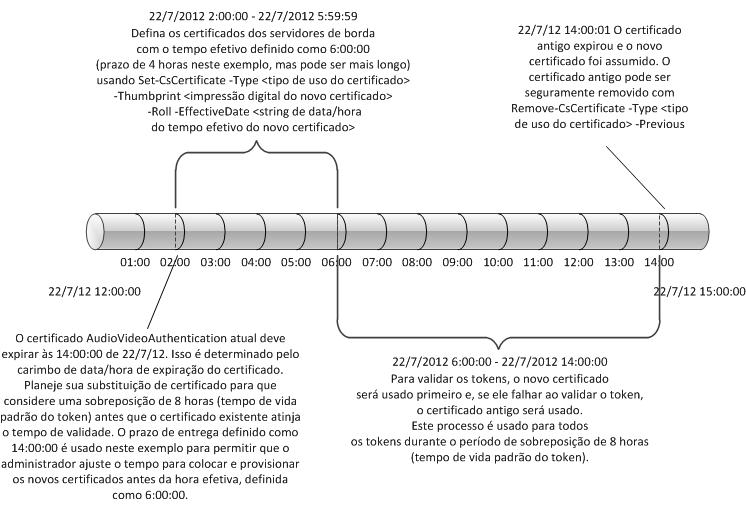 22/7/2012 2:00:00 - 22/7/2012 5:59:59
Defina os certificados dos servidores de borda
com o tempo efetivo definido como 6:00:00
(prazo de 4 horas neste exemplo, mas pode ser mais longo)
usando Set-CsCertificate -Type <tipo de uso do certificado>
-Thumbprint <impressão digital do novo certificado>
-Roll -EffectiveDate <string de data/hora
do tempo efetivo do novo certificado>
22/7/12 14:00:01 O certificado
antigo expirou e o novo
certificado foi assumido. O
certificado antigo pode ser
seguramente removido com
Remove-CsCertificate -Type <tipo
de uso do certificado> -Previous
01:00 02:00 03:00 04:00 05:00 06:00 07:00 08:00 09:00 10:00 11:00 12:00 13:00 14:00
22/7/12 12:00:00
22/7/12 15:00:00
O certificado AudioVideoAuthentication atual deve
expirar às 14:00:00 de 22/7/12. Isso é determinado pelo
carimbo de data/hora de expiração do certificado.
Planeje sua substituição de certificado para que
considere uma sobreposição de 8 horas (tempo de vida
padrão do token) antes que o certificado existente atinja
o tempo de validade. O prazo de entrega definido como
14:00:00 é usado neste exemplo para permitir que o
administrador ajuste o tempo para colocar e provisionar
os novos certificados antes da hora efetiva, definida
como 6:00:00.
22/7/2012 6:00:00 - 22/7/2012 14:00:00
Para validar os tokens, o novo certificado
será usado primeiro e, se ele falhar ao validar o token,
o certificado antigo será usado.
Este processo é usado para todos
os tokens durante o período de sobreposição de 8 horas
(tempo de vida padrão do token).